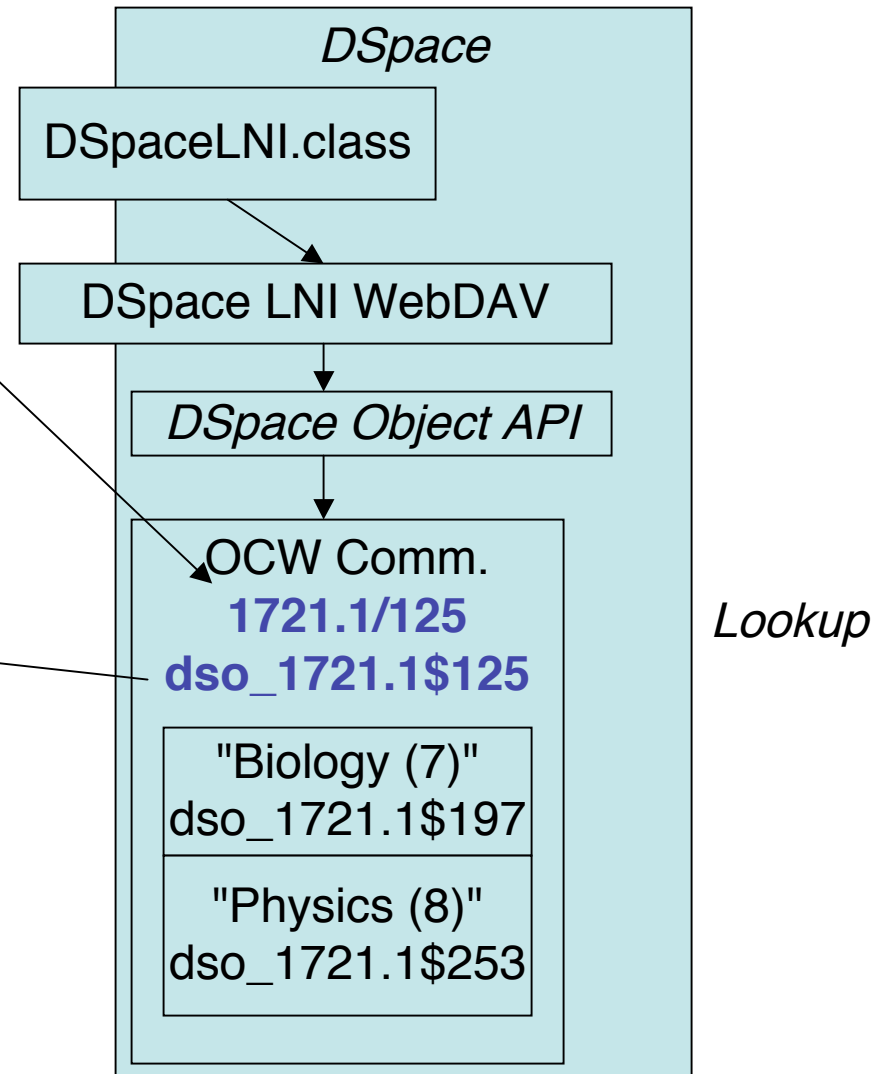 DSpace
DSpaceLNI.class
DSpace LNI WebDAV
DSpace Object API
OCW Comm.
1721.1/125
dso_1721.1$125
Lookup
"Biology (7)"
dso_1721.1$197
"Physics (8)"
dso_1721.1$253